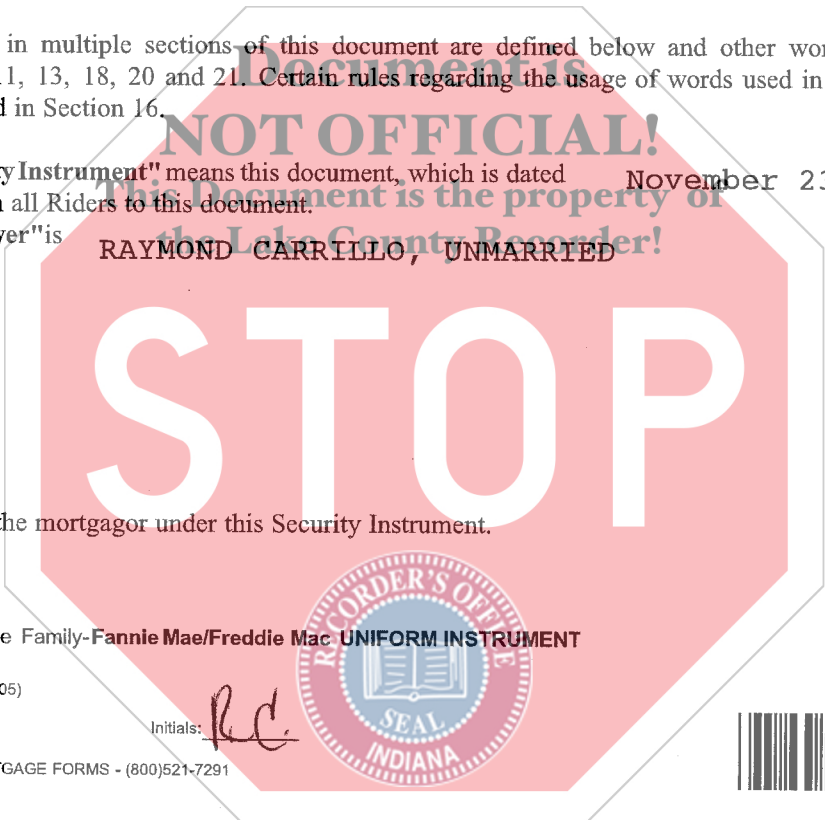 in multiple sections of this document are defined below and other
11, 13, 18, 20 and 21. Certain rules regarding the usage of words used in
in Section 16.
Document is
NOT OFFICIAL!
This Document is the property of
the Lake County Recorder!
Instrument" means this document, which is dated November 23
all Riders to this document.
is
RAYMOND CARRILLO, UNMARRIED
STOP
the mortgagor under this Security Instrument.
Family-Fannie Mae/Freddie Mac UNIFORM INSTRUMENT
05)
Initials: R.C.
GAGE FORMS - (800)521-7291
RECORDER'S OFFICE
SEAL
INDIANA